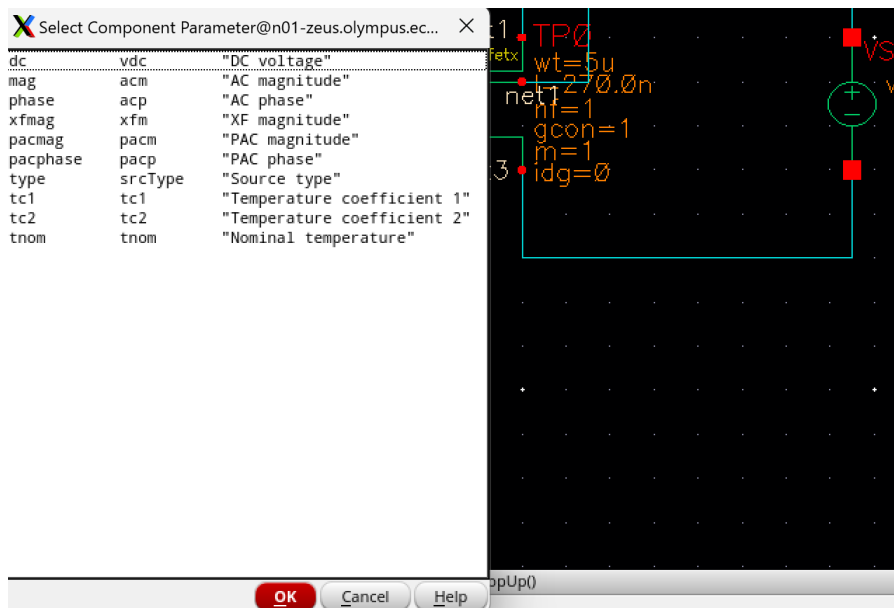 Select Component Parameter@n01-zeus.olympus.ec...
dc vdc "DC voltage"
mag acm "AC magnitude"
phase acp "AC phase"
xfmag xfm "XF magnitude"
pacmag pacm "PAC magnitude"
pacphase pacp "PAC phase"
type srcType "Source type"
tc1 tc1 "Temperature coefficient 1"
tc2 tc2 "Temperature coefficient 2"
tnom tnom "Nominal temperature"
OK Cancel Help
t1
fetx
TP0
wt=5u
270.0n
net1
nf=1
gcon=1
m=1
idg=0
3
VS
v
opUp()